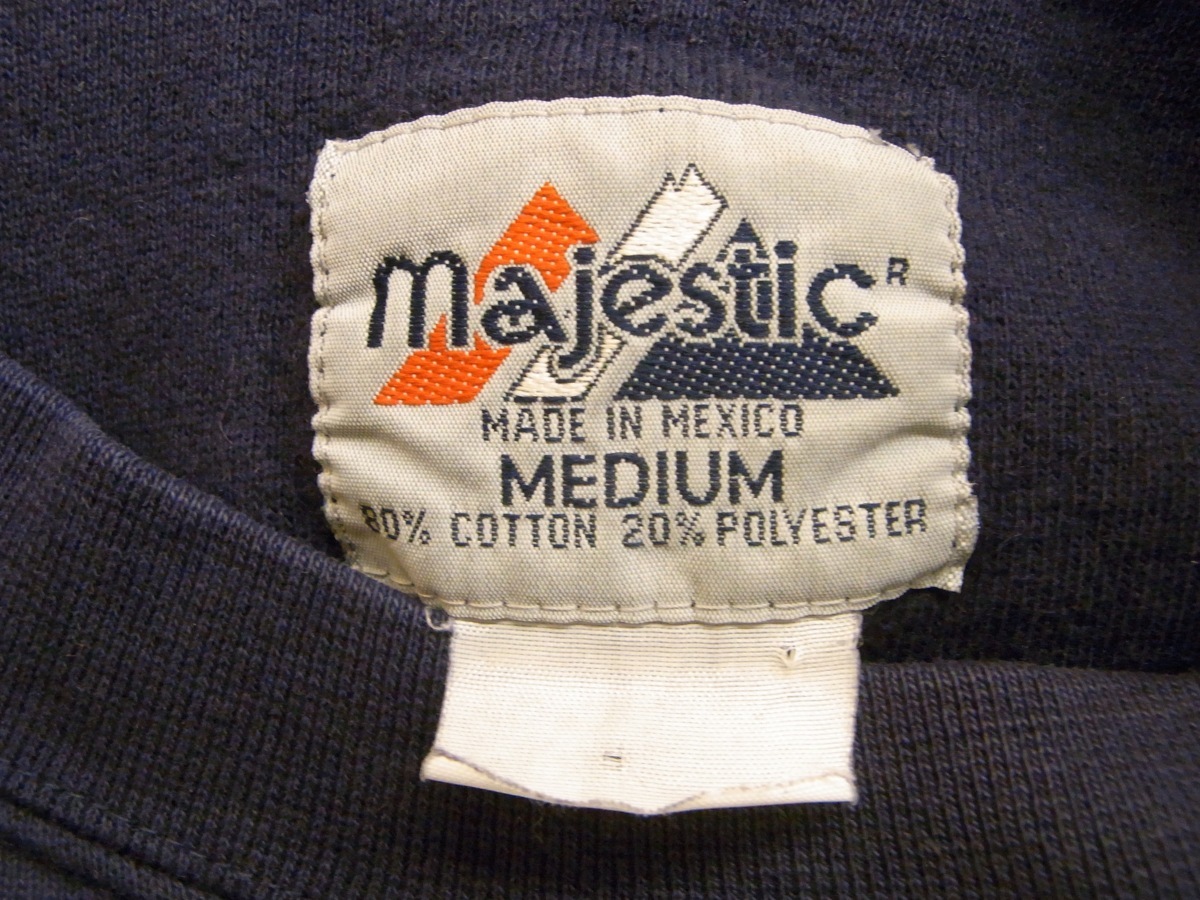 majestic R
MADE IN MEXICO
MEDIUM
80% COTTON 20% POLYESTER